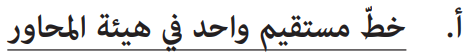 أ. خطّ مستقيم واحد في هيئة المحاور